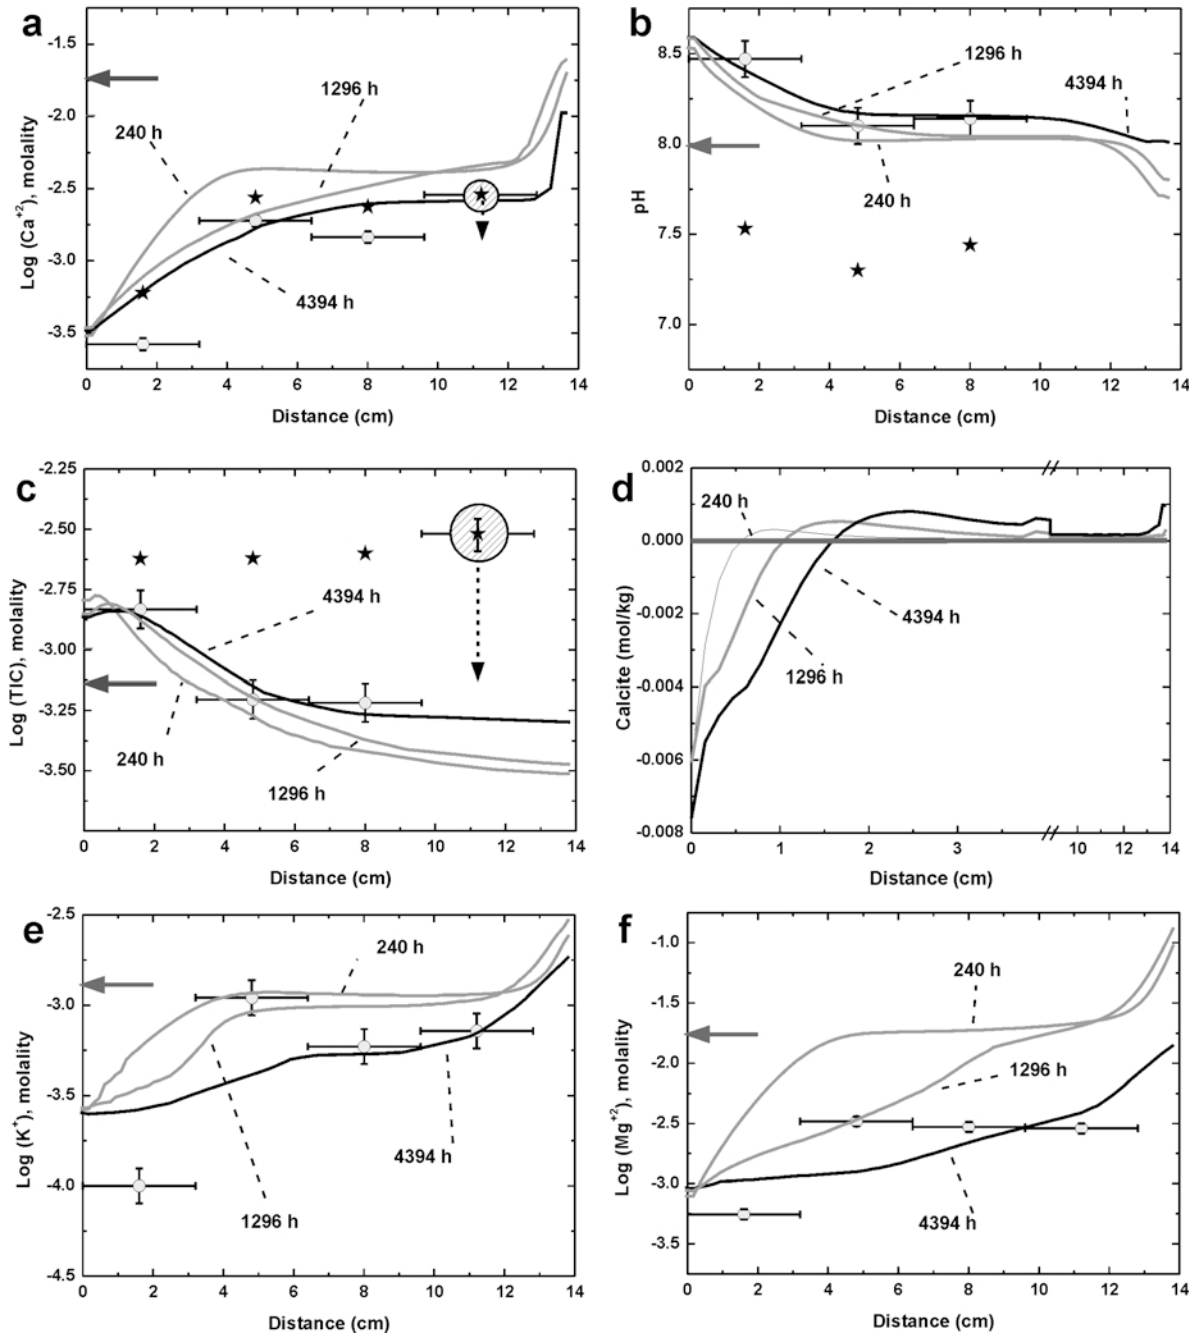 a
Log (Ca+2), molality
-1.5
-2.0
-2.5
-3.0
-3.5
240 h
1296 h
4394 h
0 2 4 6 8 10 12 14
Distance (cm)
b
pH
8.5
8.0
7.5
7.0
1296 h
4394 h
240 h
0 2 4 6 8 10 12 14
Distance (cm)
c
Log (TIC), molality
-2.25
-2.50
-2.75
-3.00
-3.25
-3.50
4394 h
240 h
1296 h
0 2 4 6 8 10 12 14
Distance (cm)
d
Calcite (mol/kg)
0.002
0.000
-0.002
-0.004
-0.006
-0.008
240 h
4394 h
1296 h
0 1 2 3 10 12 14
Distance (cm)
e
Log (K+), molality
-2.5
-3.0
-3.5
-4.0
-4.5
240 h
4394 h
1296 h
0 2 4 6 8 10 12 14
Distance (cm)
f
Log (Mg+2), molality
-1.0
-1.5
-2.0
-2.5
-3.0
-3.5
240 h
1296 h
4394 h
0 2 4 6 8 10 12 14
Distance (cm)